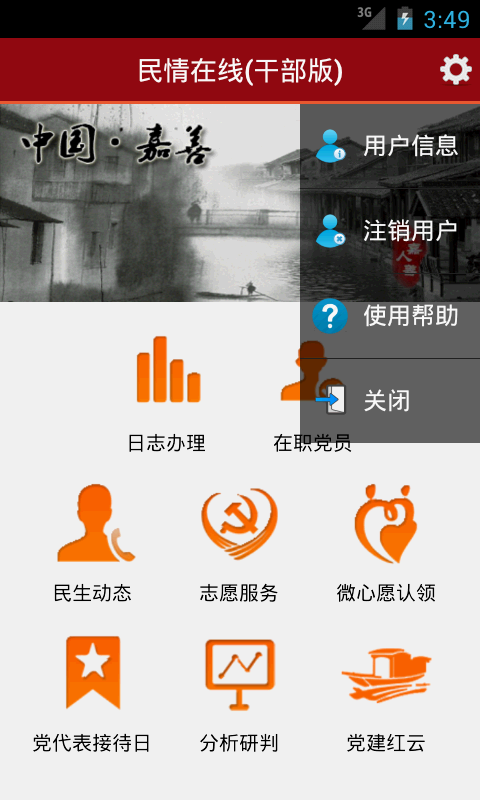 3G
3:49
民情在线(干部版)
中国·嘉善
用户信息
注销用户
使用帮助
关闭
日志办理
在职党员
民生动态
志愿服务
微心愿认领
党代表接待日
分析研判
党建红云